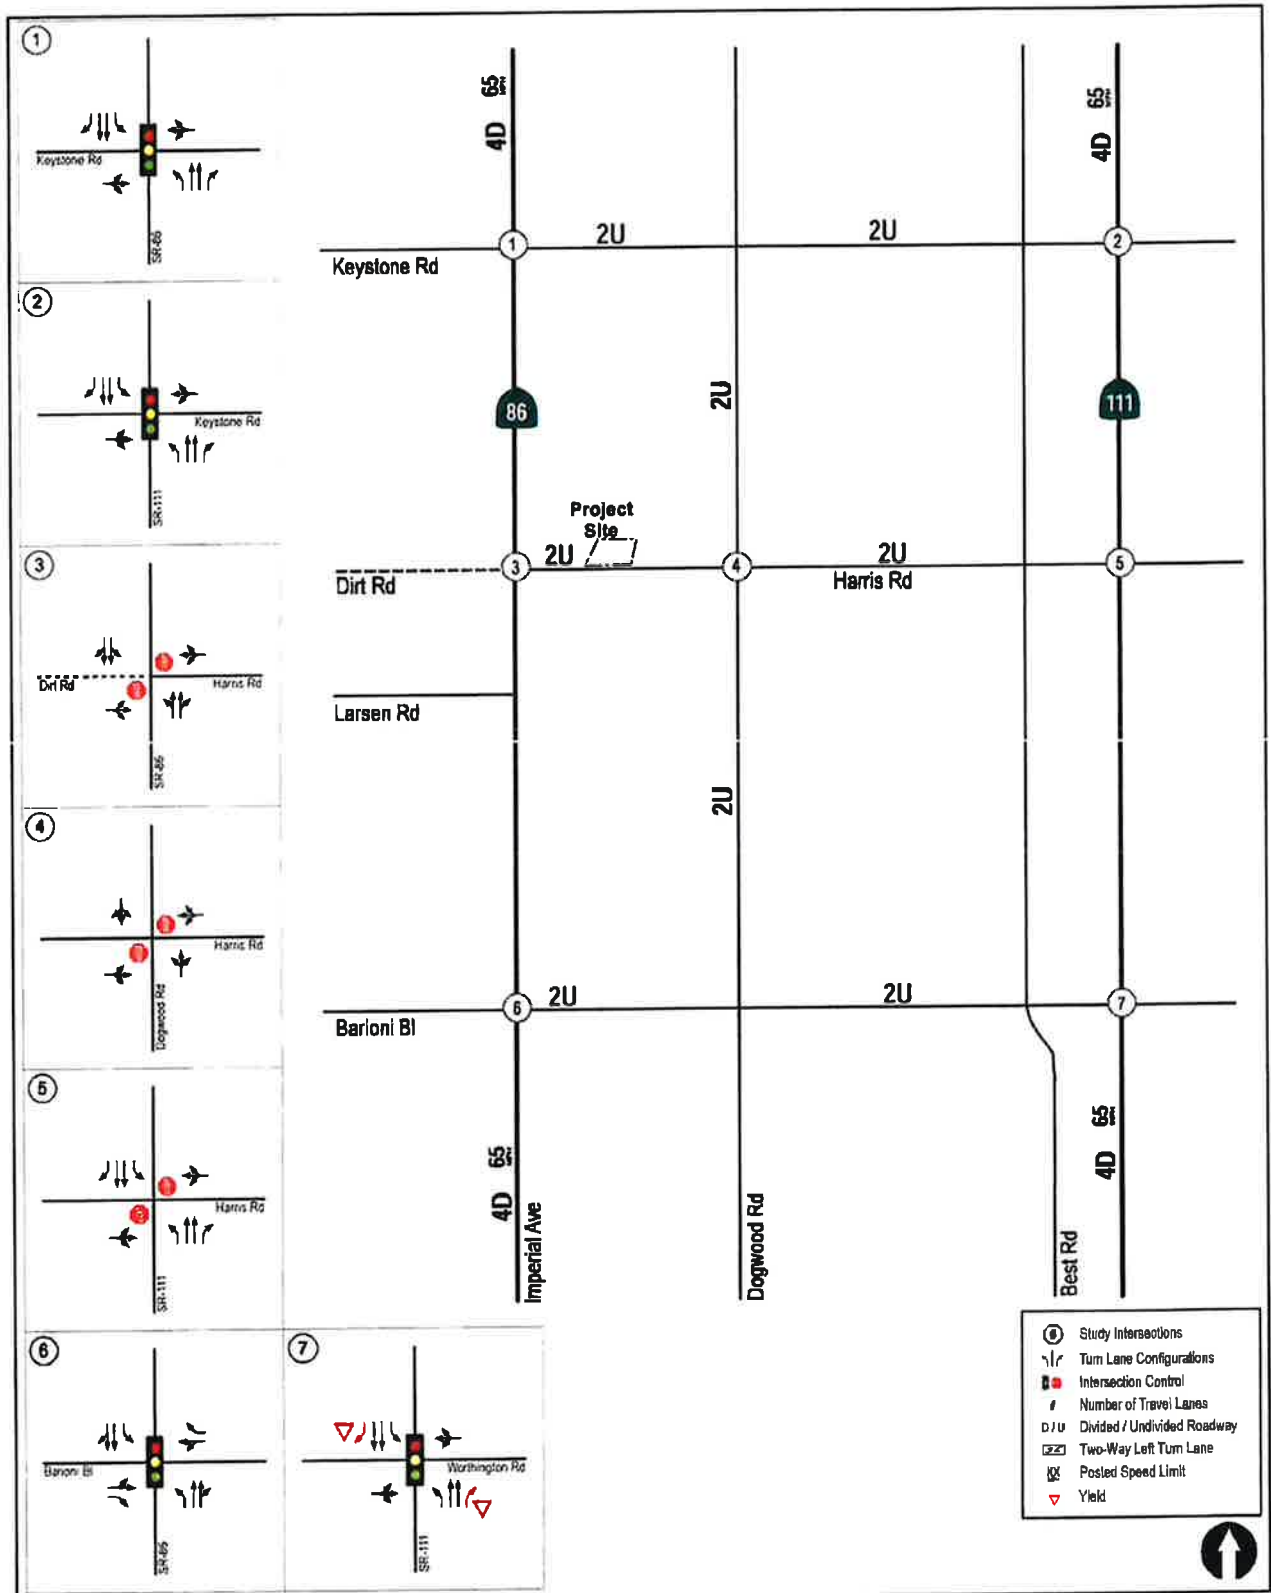 1
Keystone Rd
SR-86
2
Keystone Rd
SR-111
3
Dirt Rd
Harris Rd
SR-86
4
Harris Rd
Dogwood Rd
5
Harris Rd
SR-111
6
Barioni Bl
SR-86
7
Worthington Rd
SR-111
65
4D
65
4D
1
2U
2U
2
Keystone Rd
86
2U
111
Project
Site
3
2U
4
2U
5
Dirt Rd
Harris Rd
Larsen Rd
2U
6
2U
2U
7
Barioni Bl
65
4D
Imperial Ave
Dogwood Rd
Best Rd
65
4D
Study Intersections
Turn Lane Configurations
Intersection Control
# Number of Travel Lanes
D / U Divided / Undivided Roadway
Two-Way Left Turn Lane
XX Posted Speed Limit
Yield